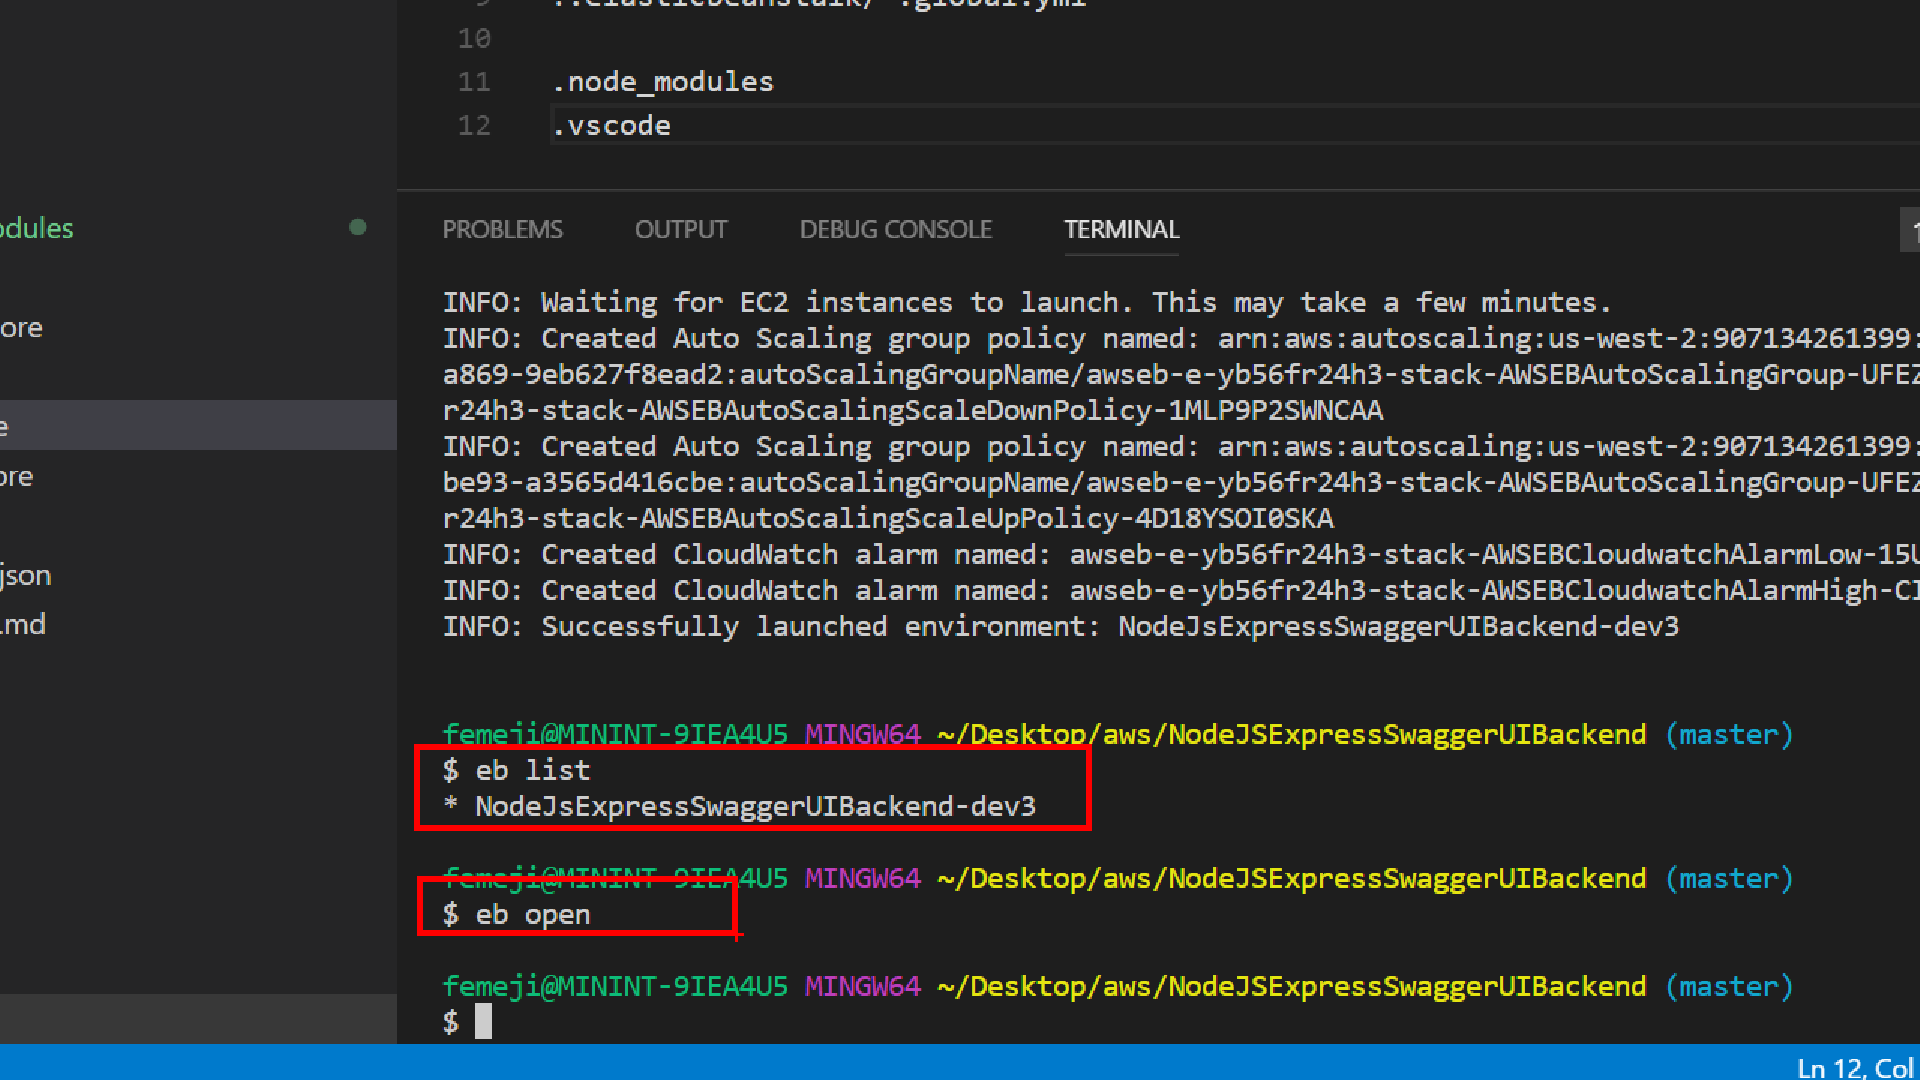 9 !.elasticbeanstalk/*.global.yml
10
11 .node_modules
12 .vscode
odules
ore
e
ore
json
.md
PROBLEMS OUTPUT DEBUG CONSOLE TERMINAL 1
INFO: Waiting for EC2 instances to launch. This may take a few minutes.
INFO: Created Auto Scaling group policy named: arn:aws:autoscaling:us-west-2:907134261399:
a869-9eb627f8ead2:autoScalingGroupName/awseb-e-yb56fr24h3-stack-AWSEBAutoScalingGroup-UFEZ
r24h3-stack-AWSEBAutoScalingScaleDownPolicy-1MLP9P2SWNCAA
INFO: Created Auto Scaling group policy named: arn:aws:autoscaling:us-west-2:907134261399:
be93-a3565d416cbe:autoScalingGroupName/awseb-e-yb56fr24h3-stack-AWSEBAutoScalingGroup-UFEZ
r24h3-stack-AWSEBAutoScalingScaleUpPolicy-4D18YSOI0SKA
INFO: Created CloudWatch alarm named: awseb-e-yb56fr24h3-stack-AWSEBCloudwatchAlarmLow-15U
INFO: Created CloudWatch alarm named: awseb-e-yb56fr24h3-stack-AWSEBCloudwatchAlarmHigh-CI
INFO: Successfully launched environment: NodeJsExpressSwaggerUIBackend-dev3
femeji@MININT-9IEA4U5 MINGW64 ~/Desktop/aws/NodeJSExpressSwaggerUIBackend (master)
$ eb list
* NodeJsExpressSwaggerUIBackend-dev3
femeji@MININT-9IEA4U5 MINGW64 ~/Desktop/aws/NodeJSExpressSwaggerUIBackend (master)
$ eb open
femeji@MININT-9IEA4U5 MINGW64 ~/Desktop/aws/NodeJSExpressSwaggerUIBackend (master)
$
Ln 12, Col